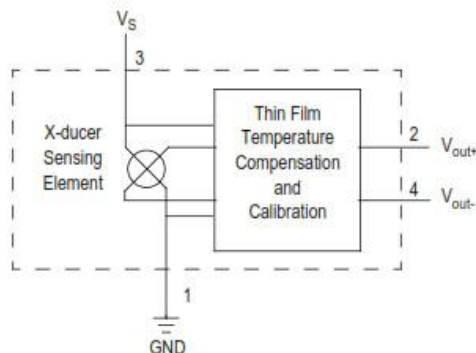 VS
3
X-ducer
Sensing
Element
Thin Film
Temperature
Compensation
and
Calibration
2
Vout+
4
Vout-
1
GND